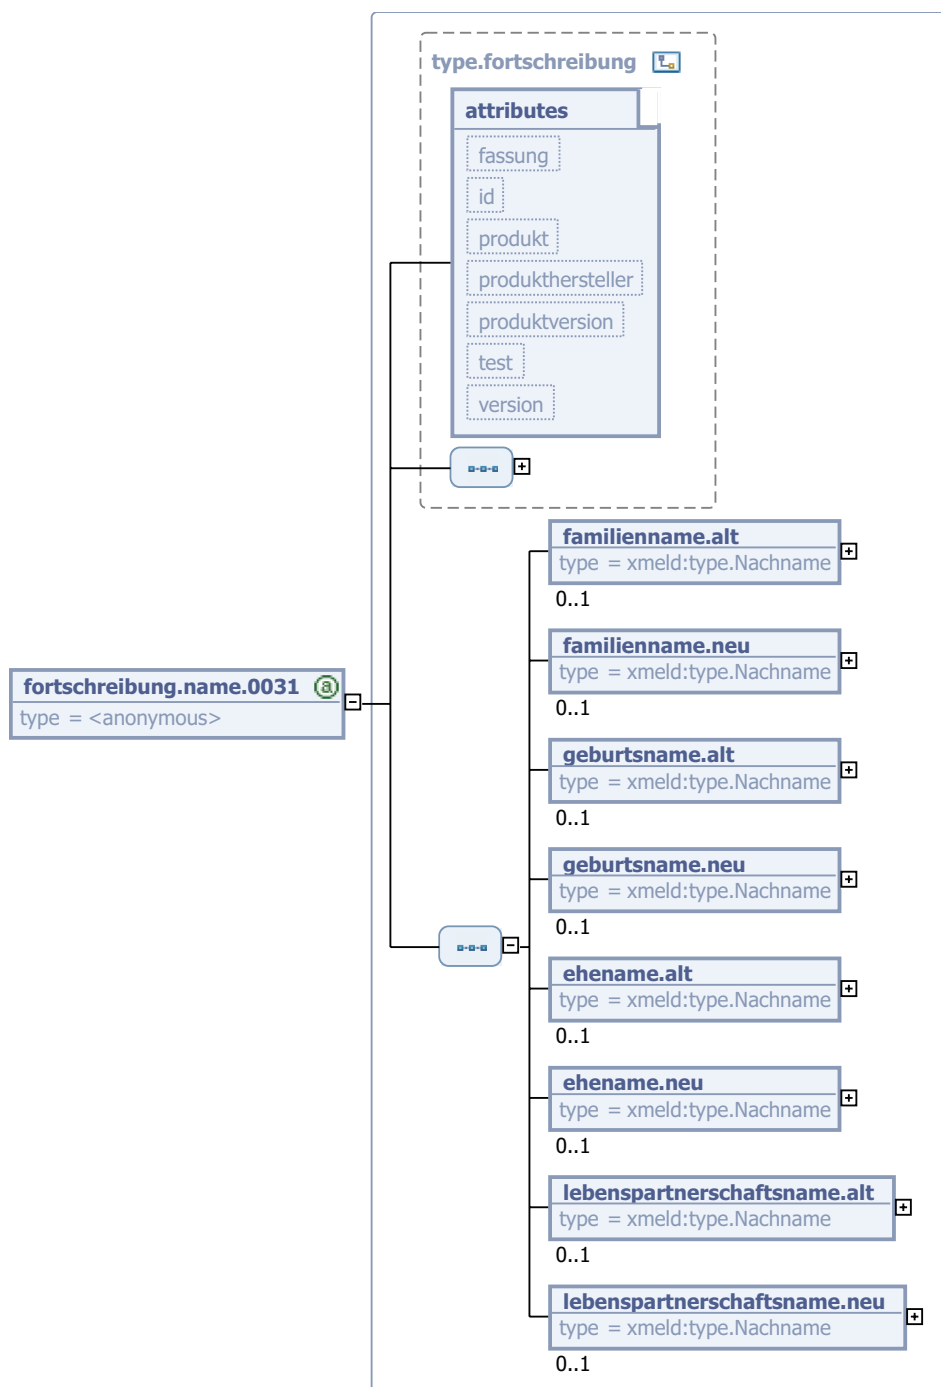 type.fortschreibung
attributes
fassung
id
produkt
produkthersteller
produktversion
test
version
familienname.alt
type = xmeld:type.Nachname
0..1
familienname.neu
type = xmeld:type.Nachname
0..1
fortschreibung.name.0031 a
type = <anonymous>
geburtsname.alt
type = xmeld:type.Nachname
0..1
geburtsname.neu
type = xmeld:type.Nachname
0..1
ehename.alt
type = xmeld:type.Nachname
0..1
ehename.neu
type = xmeld:type.Nachname
0..1
lebenspartnerschaftsname.alt
type = xmeld:type.Nachname
0..1
lebenspartnerschaftsname.neu
type = xmeld:type.Nachname
0..1